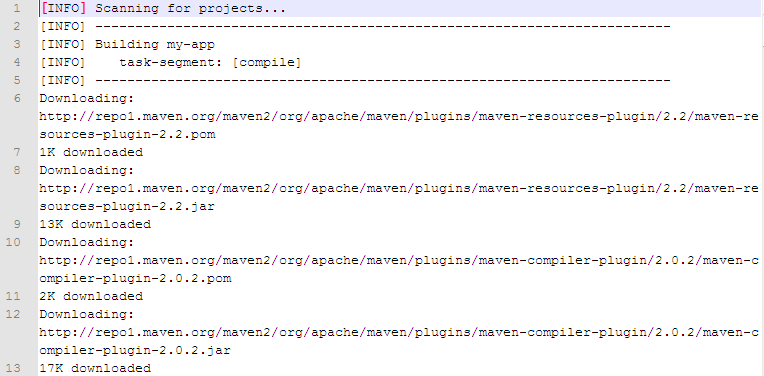 1 [INFO] Scanning for projects...
2 [INFO] ------------------------------------------------------------------------
3 [INFO] Building my-app
4 [INFO]    task-segment: [compile]
5 [INFO] ------------------------------------------------------------------------
6 Downloading:
http://repo1.maven.org/maven2/org/apache/maven/plugins/maven-resources-plugin/2.2/maven-re
sources-plugin-2.2.pom
7 1K downloaded
8 Downloading:
http://repo1.maven.org/maven2/org/apache/maven/plugins/maven-resources-plugin/2.2/maven-re
sources-plugin-2.2.jar
9 13K downloaded
10 Downloading:
http://repo1.maven.org/maven2/org/apache/maven/plugins/maven-compiler-plugin/2.0.2/maven-c
ompiler-plugin-2.0.2.pom
11 2K downloaded
12 Downloading:
http://repo1.maven.org/maven2/org/apache/maven/plugins/maven-compiler-plugin/2.0.2/maven-c
ompiler-plugin-2.0.2.jar
13 17K downloaded